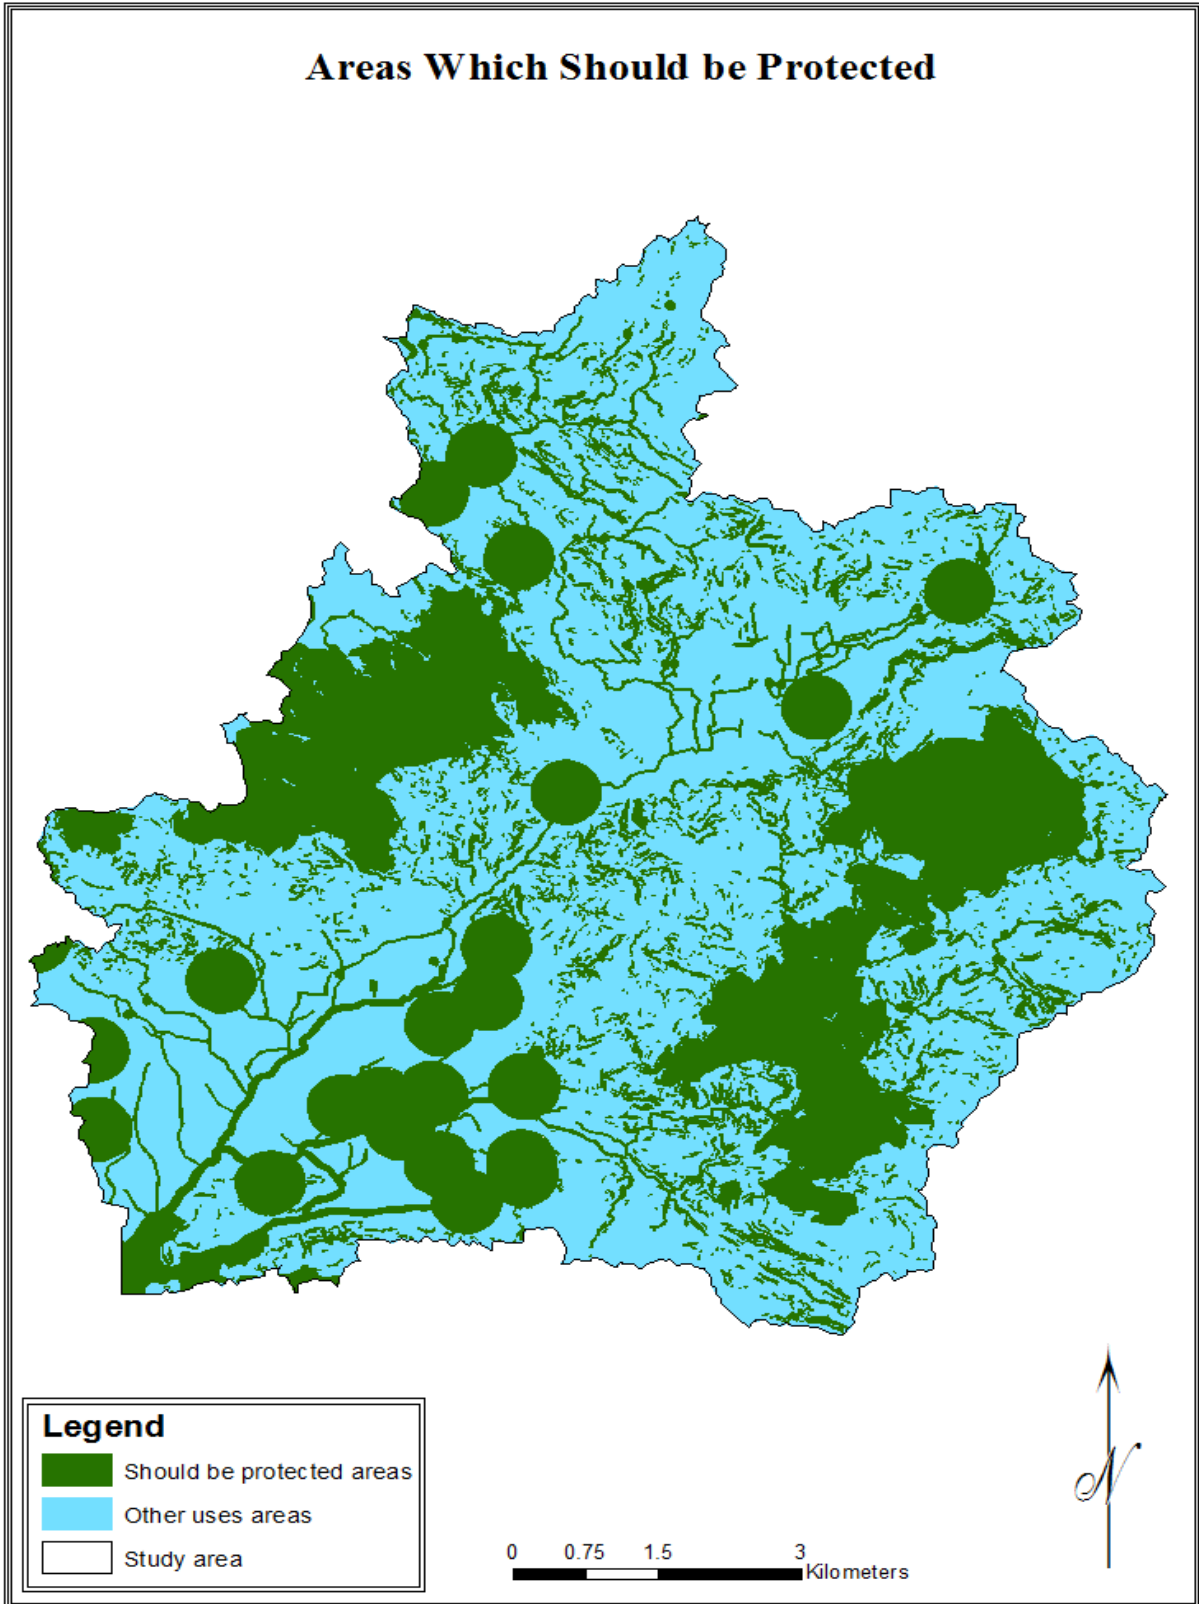 Areas Which Should be Protected
Legend
Should be protected areas
Other uses areas
Study area
0 0.75 1.5 3
Kilometers
N